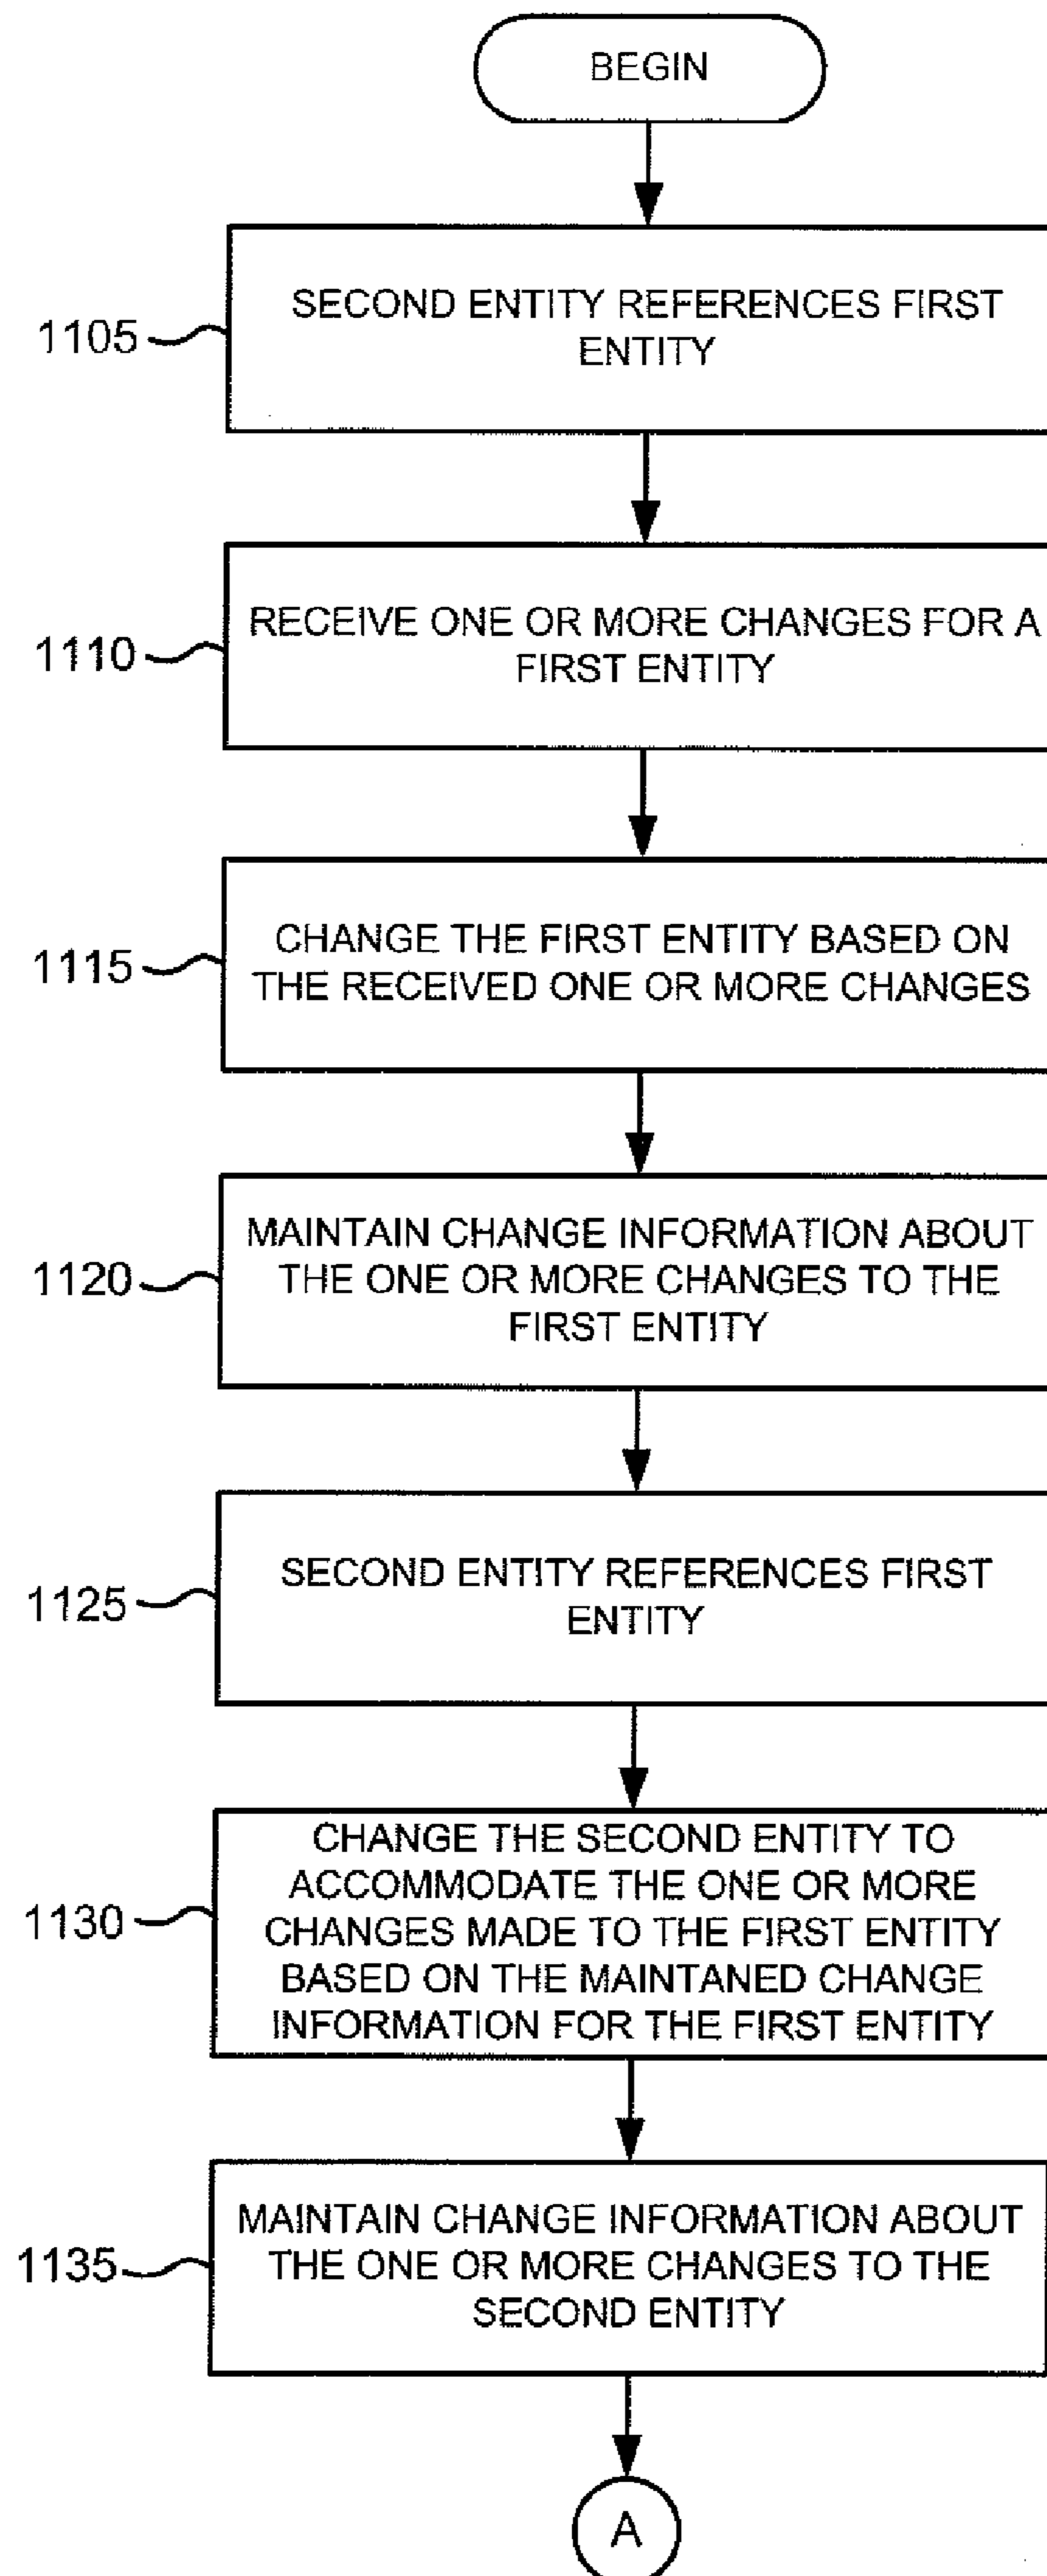 BEGIN
1105
SECOND ENTITY REFERENCES FIRST
ENTITY
1110
RECEIVE ONE OR MORE CHANGES FOR A
FIRST ENTITY
1115
CHANGE THE FIRST ENTITY BASED ON
THE RECEIVED ONE OR MORE CHANGES
1120
MAINTAIN CHANGE INFORMATION ABOUT
THE ONE OR MORE CHANGES TO THE
FIRST ENTITY
1125
SECOND ENTITY REFERENCES FIRST
ENTITY
1130
CHANGE THE SECOND ENTITY TO
ACCOMMODATE THE ONE OR MORE
CHANGES MADE TO THE FIRST ENTITY
BASED ON THE MAINTANED CHANGE
INFORMATION FOR THE FIRST ENTITY
1135
MAINTAIN CHANGE INFORMATION ABOUT
THE ONE OR MORE CHANGES TO THE
SECOND ENTITY
A